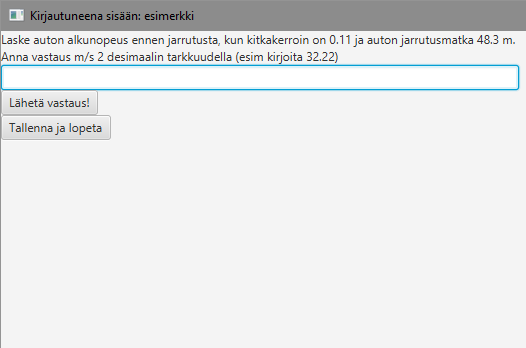 Kirjautuneena sisään: esimerkki
Laske auton alkunopeus ennen jarrutusta, kun kitkakerroin on 0.11 ja auton jarrutusmatka 48.3 m.
Anna vastaus m/s 2 desimaalin tarkkuudella (esim kirjoita 32.22)
Lähetä vastaus!
Tallenna ja lopeta